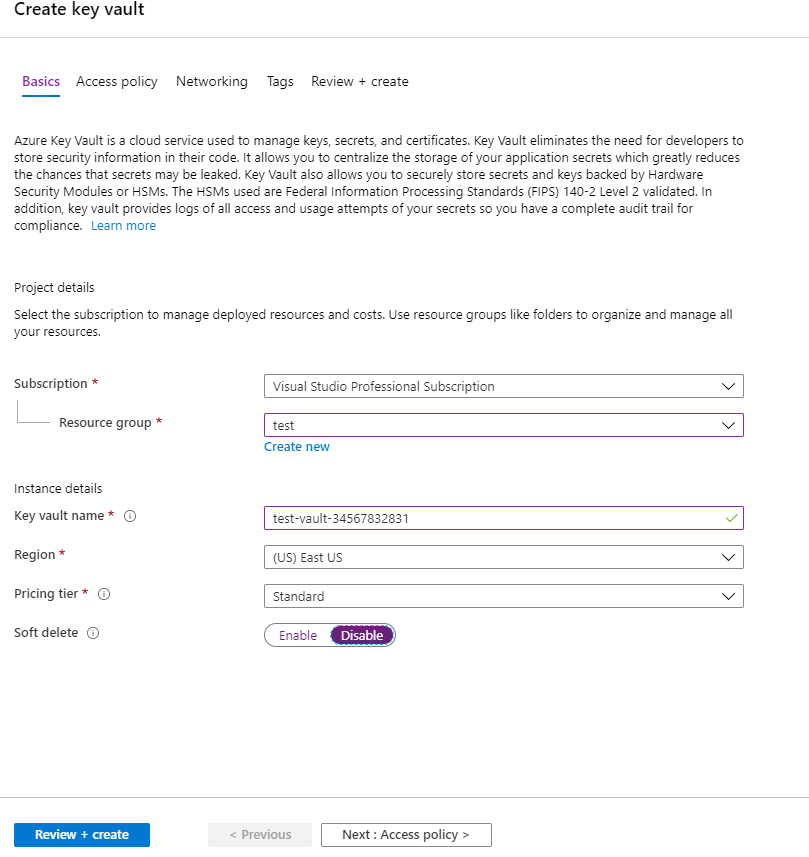 Create key vault
Basics Access policy Networking Tags Review + create
Azure Key Vault is a cloud service used to manage keys, secrets, and certificates. Key Vault eliminates the need for developers to
store security information in their code. It allows you to centralize the storage of your application secrets which greatly reduces
the chances that secrets may be leaked. Key Vault also allows you to securely store secrets and keys backed by Hardware
Security Modules or HSMs. The HSMs used are Federal Information Processing Standards (FIPS) 140-2 Level 2 validated. In
addition, key vault provides logs of all access and usage attempts of your secrets so you have a complete audit trail for
compliance. Learn more
Project details
Select the subscription to manage deployed resources and costs. Use resource groups like folders to organize and manage all
your resources.
Subscription * Visual Studio Professional Subscription
Resource group * test
Create new
Instance details
Key vault name * test-vault-34567832831
Region * (US) East US
Pricing tier * Standard
Soft delete Enable Disable
Review + create < Previous Next : Access policy >